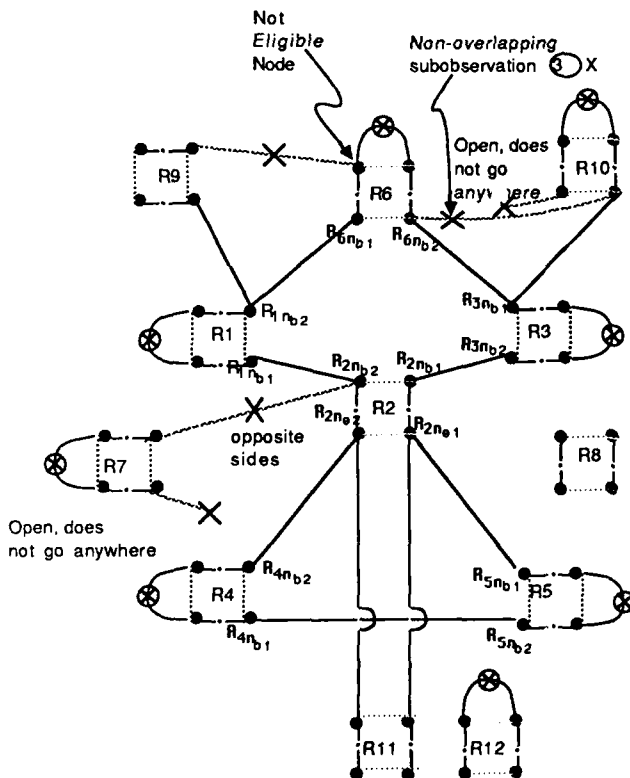 Not
Eligible
Node
Non-overlapping
subobservation 3 X
Open, does
not go
anywhere
R9
R6
R10
R6nb1
R6nb2
R1nb2
R3nb1
R1
R3
R1nb1
R3nb2
R2nb2
R2nb1
R2
R2ne2
R2ne1
opposite
sides
R7
R8
Open, does
not go anywhere
R4nb2
R5nb1
R4
R5
R4nb1
R5nb2
R11
R12